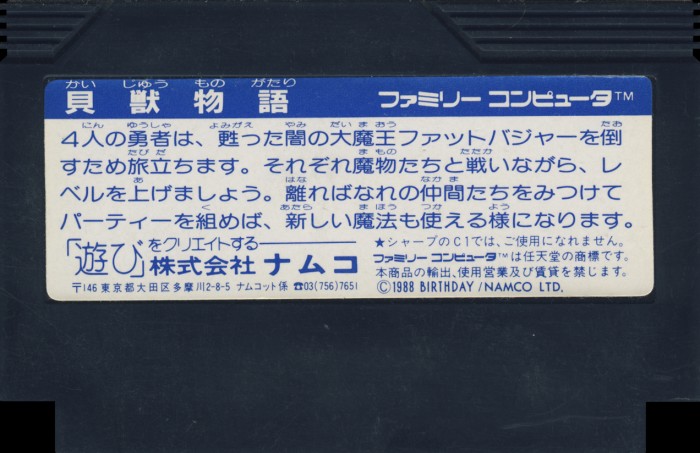 かい じゅう もの がたり
貝獣物語 ファミリー コンピュータ™
にん ゆうしゃ よみがえ やみ だい ま おう たお
4人の勇者は、甦った闇の大魔王ファットバジャーを倒
たび だ ま もの たたか
すため旅立ちます。それぞれ魔物たちと戦いながら、レ
あ はな なか ま
ベルを上げましょう。離ればなれの仲間たちをみつけて
く あたら ま ほう つか よう
パーティーを組めば、新しい魔法も使える様になります。
「遊び」をクリエイトする
株式会社 ナムコ
〒146 東京都大田区多摩川2-8-5 ナムコット係 ☎03(756)7651
★シャープのC1では、ご使用になれません。
ファミリー コンピュータ™は任天堂の商標です。
本商品の輸出、使用営業及び賃貸を禁じます。
©1988 BIRTHDAY/NAMCO LTD.